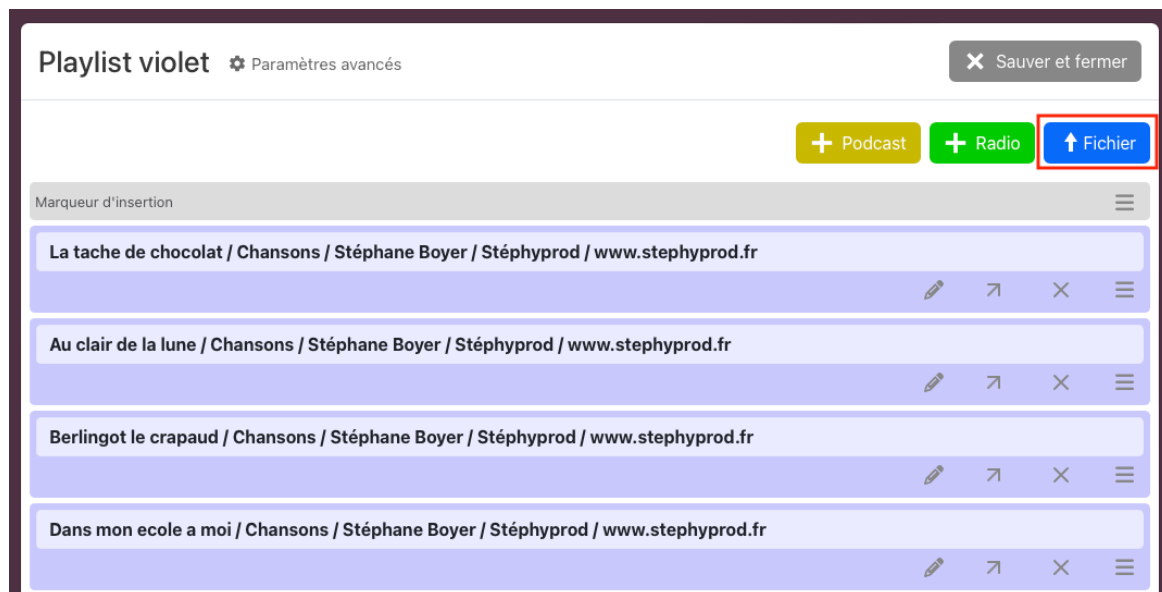 Playlist violet Paramètres avancés Sauver et fermer
Podcast Radio Fichier
Marqueur d'insertion
La tache de chocolat / Chansons / Stéphane Boyer / Stéphyprod / www.stephyprod.fr
Au clair de la lune / Chansons / Stéphane Boyer / Stéphyprod / www.stephyprod.fr
Berlingot le crapaud / Chansons / Stéphane Boyer / Stéphyprod / www.stephyprod.fr
Dans mon ecole a moi / Chansons / Stéphane Boyer / Stéphyprod / www.stephyprod.fr